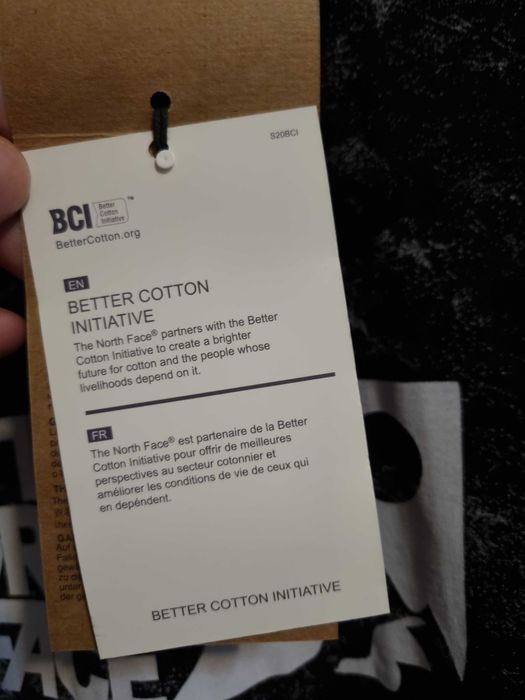 S20BCI
BCI Better Cotton Initiative ™
BetterCotton.org
EN
BETTER COTTON
INITIATIVE
The North Face® partners with the Better
Cotton Initiative to create a brighter
future for cotton and the people whose
livelihoods depend on it.
FR
The North Face® est partenaire de la Better
Cotton Initiative pour offrir de meilleures
perspectives au secteur cotonnier et
améliorer les conditions de vie de ceux qui
en dépéndent.
BETTER COTTON INITIATIVE
FACE